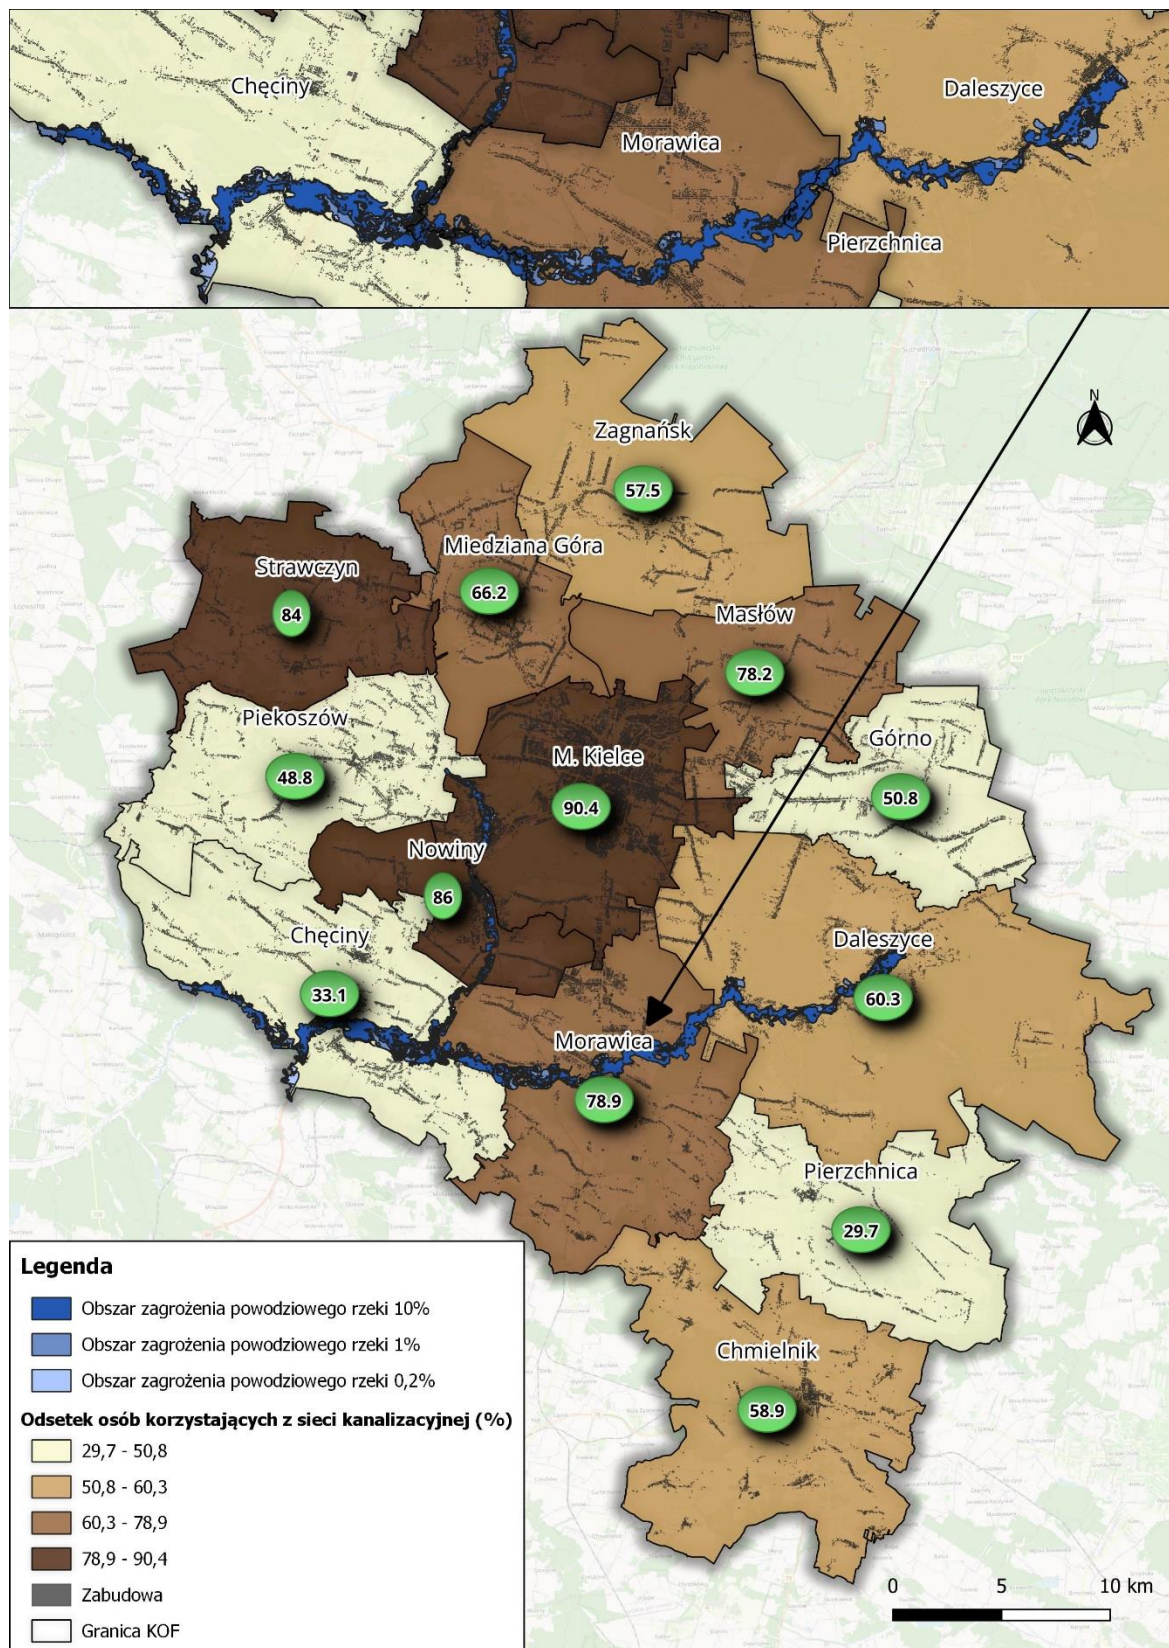 Chęciny
Daleszyce
Morawica
Pierzchnica
N
Zagnańsk
57.5
Miedziana Góra
66.2
Strawczyn
84
Masłów
78.2
Piekoszów
48.8
M. Kielce
90.4
Górno
50.8
Nowiny
86
Chęciny
33.1
Daleszyce
60.3
Morawica
78.9
Pierzchnica
29.7
Chmielnik
58.9
Legenda
Obszar zagrożenia powodziowego rzeki 10%
Obszar zagrożenia powodziowego rzeki 1%
Obszar zagrożenia powodziowego rzeki 0,2%
Odsetek osób korzystających z sieci kanalizacyjnej (%)
29,7 - 50,8
50,8 - 60,3
60,3 - 78,9
78,9 - 90,4
Zabudowa
Granica KOF
0 5 10 km